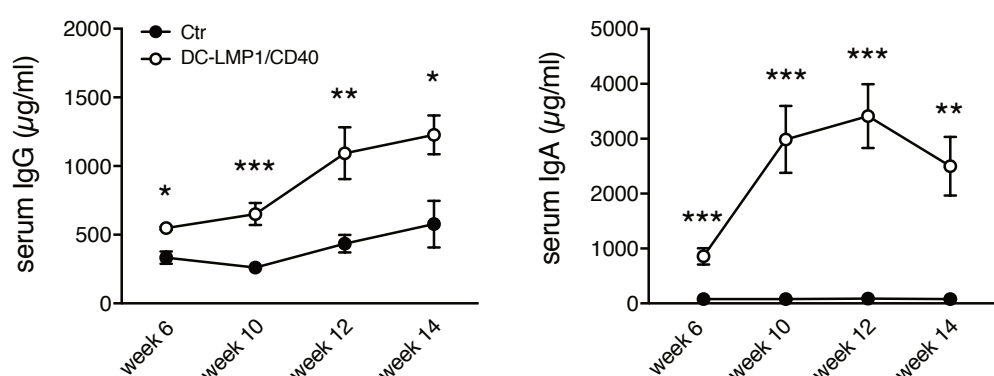 Ctr
DC-LMP1/CD40
serum IgG (µg/ml)
2000
1500
1000
500
0
*
***
**
*
week 6
week 10
week 12
week 14
serum IgA (µg/ml)
5000
4000
3000
2000
1000
0
***
***
***
**
week 6
week 10
week 12
week 14